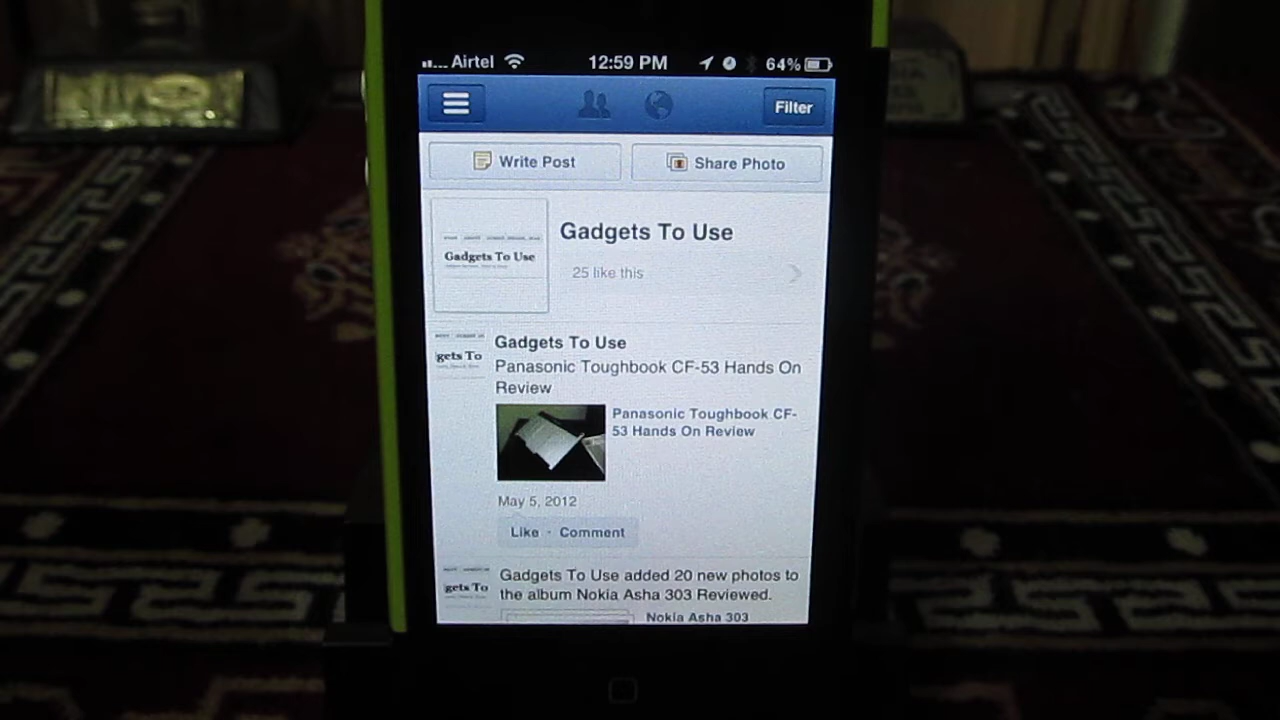 Airtel 12:59 PM 64%
Filter
Write Post Share Photo
Gadgets To Use
Gadgets To Use
25 like this
gets To
Gadgets To Use
Panasonic Toughbook CF-53 Hands On
Review
Panasonic Toughbook CF-
53 Hands On Review
May 5, 2012
Like · Comment
gets To
Gadgets To Use added 20 new photos to
the album Nokia Asha 303 Reviewed.
Nokia Asha 303